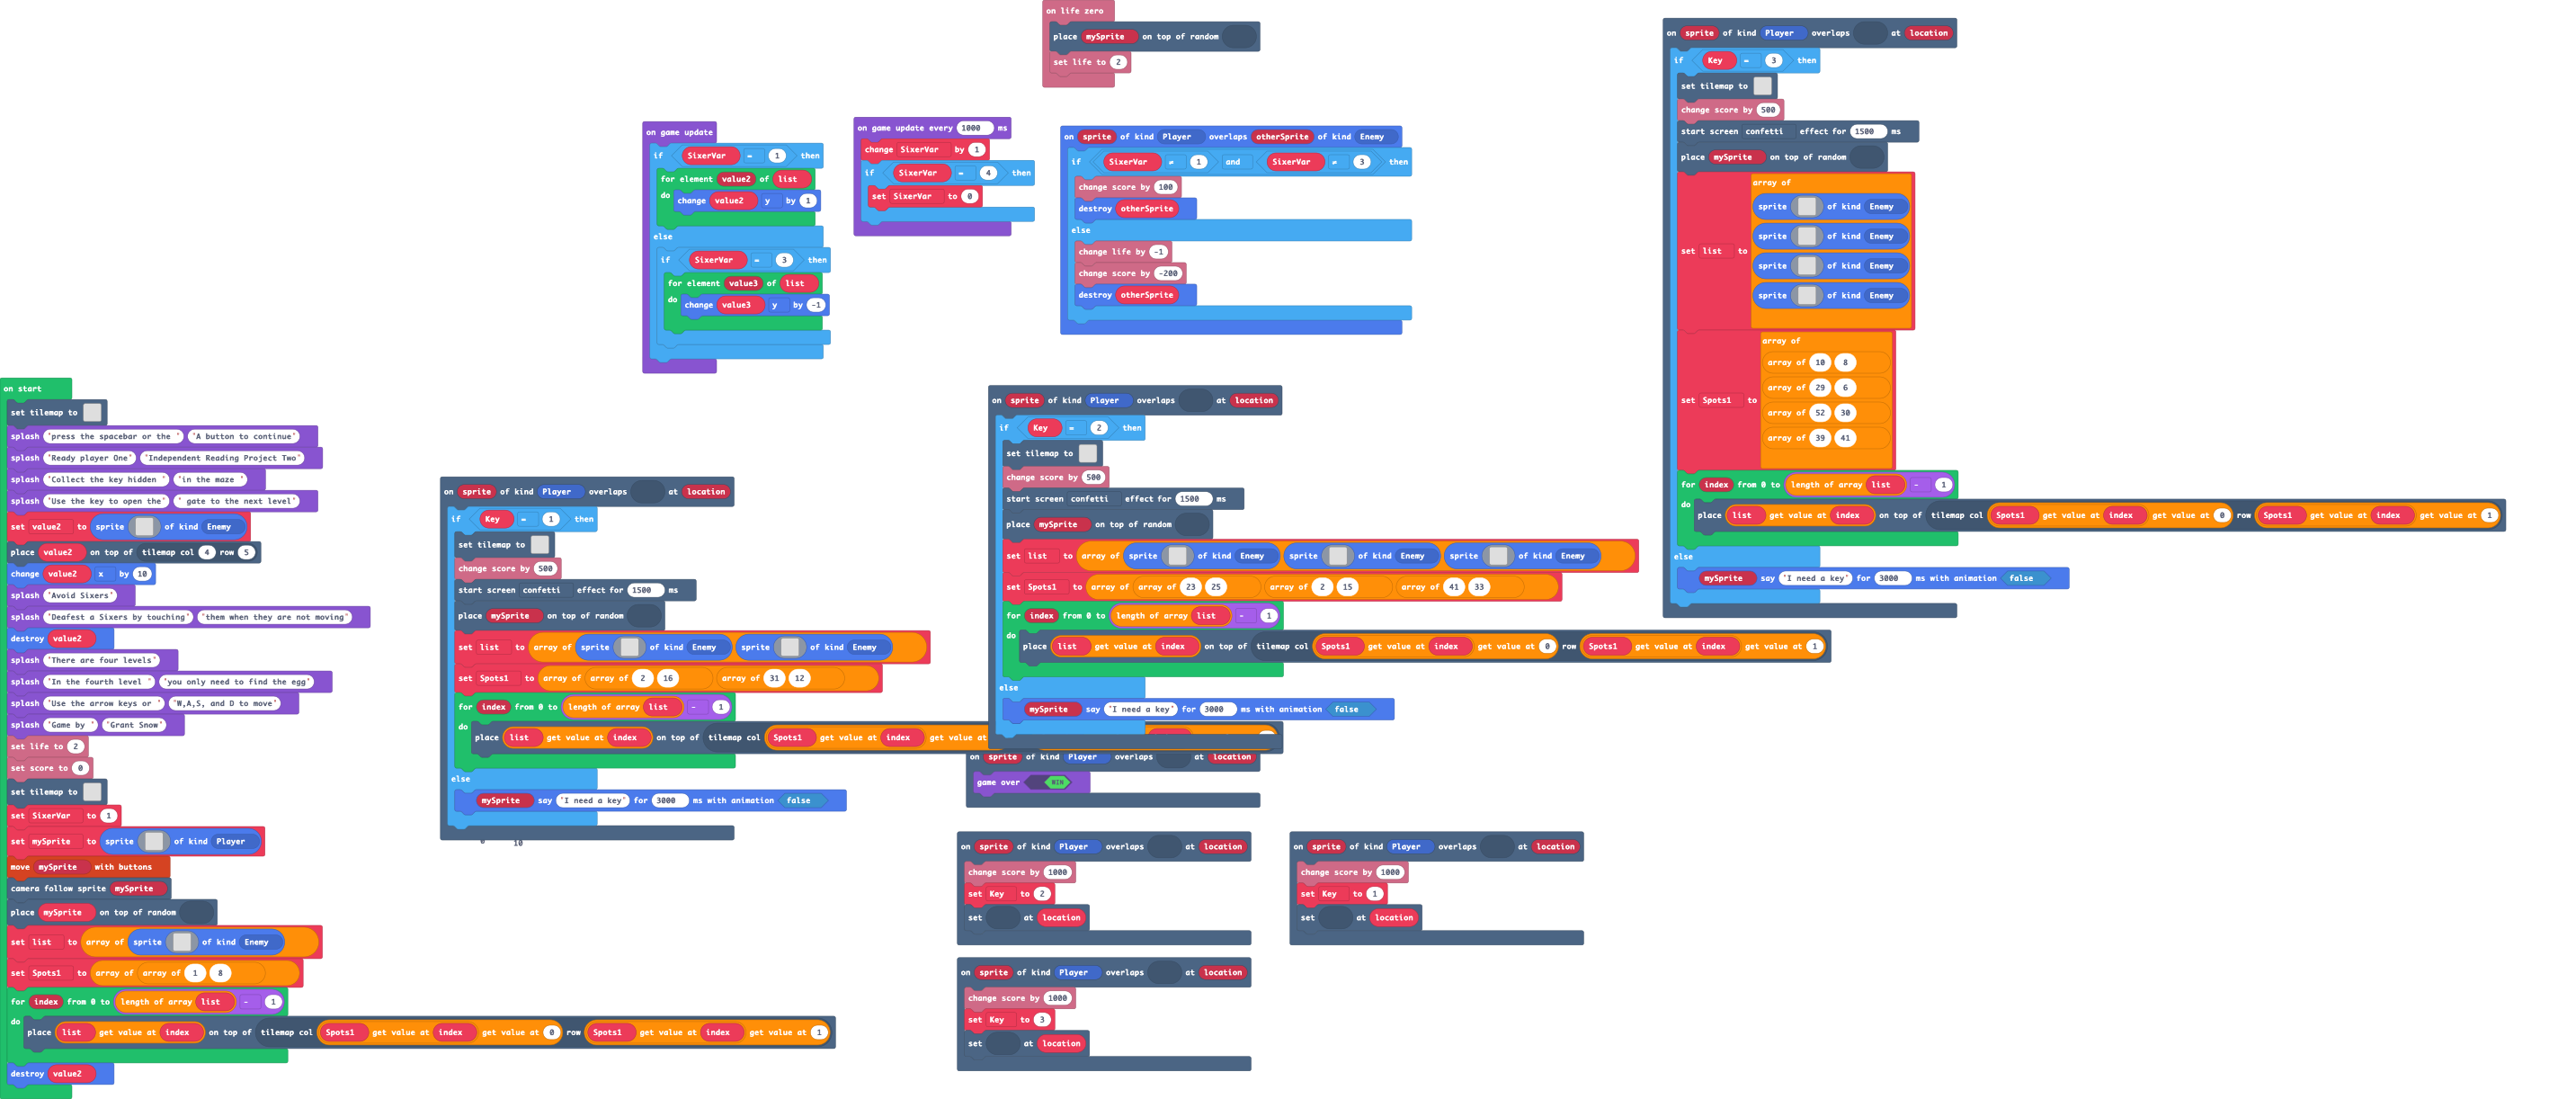 on life zero
place mySprite on top of random
set life to 2
on sprite of kind Player overlaps at location
if Key = 3 then
set tilemap to
change score by 500
start screen confetti effect for 1500 ms
place mySprite on top of random
set list to array of
sprite of kind Enemy
sprite of kind Enemy
sprite of kind Enemy
sprite of kind Enemy
set Spots1 to array of
array of 10 8
array of 29 6
array of 52 30
array of 39 41
for index from 0 to length of array list - 1
do place list get value at index on top of tilemap col Spots1 get value at index get value at 0 row Spots1 get value at index get value at 1
else
mySprite say "I need a key" for 3000 ms with animation false
on game update
if SixerVar = 1 then
for element value2 of list
do change value2 y by 1
else
if SixerVar = 3 then
for element value3 of list
do change value3 y by -1
on game update every 1000 ms
change SixerVar by 1
if SixerVar = 4 then
set SixerVar to 0
on sprite of kind Player overlaps otherSprite of kind Enemy
if SixerVar ≠ 1 and SixerVar ≠ 3 then
change score by 100
destroy otherSprite
else
change life by -1
change score by -200
destroy otherSprite
on start
set tilemap to
splash "press the spacebar or the " "A button to continue"
splash "Ready player One" "Independent Reading Project Two"
splash "Collect the key hidden " "in the maze "
splash "Use the key to open the" " gate to the next level"
set value2 to sprite of kind Enemy
place value2 on top of tilemap col 4 row 5
change value2 x by 10
splash "Avoid Sixers"
splash "Deafest a Sixers by touching" "them when they are not moving"
destroy value2
splash "There are four levels"
splash "In the fourth level " "you only need to find the egg"
splash "Use the arrow keys or " "W,A,S, and D to move"
splash "Game by " "Grant Snow"
set life to 2
set score to 0
set tilemap to
set SixerVar to 1
set mySprite to sprite of kind Player
move mySprite with buttons
camera follow sprite mySprite
place mySprite on top of random
set list to array of sprite of kind Enemy
set Spots1 to array of array of 1 8
for index from 0 to length of array list - 1
do place list get value at index on top of tilemap col Spots1 get value at index get value at 0 row Spots1 get value at index get value at 1
destroy value2
on sprite of kind Player overlaps at location
if Key = 1 then
set tilemap to
change score by 500
start screen confetti effect for 1500 ms
place mySprite on top of random
set list to array of sprite of kind Enemy sprite of kind Enemy
set Spots1 to array of array of 2 16 array of 31 12
for index from 0 to length of array list - 1
do place list get value at index on top of tilemap col Spots1 get value at index get value at
else
mySprite say "I need a key" for 3000 ms with animation false
10
on sprite of kind Player overlaps at location
if Key = 2 then
set tilemap to
change score by 500
start screen confetti effect for 1500 ms
place mySprite on top of random
set list to array of sprite of kind Enemy sprite of kind Enemy sprite of kind Enemy
set Spots1 to array of array of 23 25 array of 2 15 array of 41 33
for index from 0 to length of array list - 1
do place list get value at index on top of tilemap col Spots1 get value at index get value at 0 row Spots1 get value at index get value at 1
else
mySprite say "I need a key" for 3000 ms with animation false
on sprite of kind Player overlaps at location
game over WIN
on sprite of kind Player overlaps at location
change score by 1000
set Key to 2
set at location
on sprite of kind Player overlaps at location
change score by 1000
set Key to 1
set at location
on sprite of kind Player overlaps at location
change score by 1000
set Key to 3
set at location